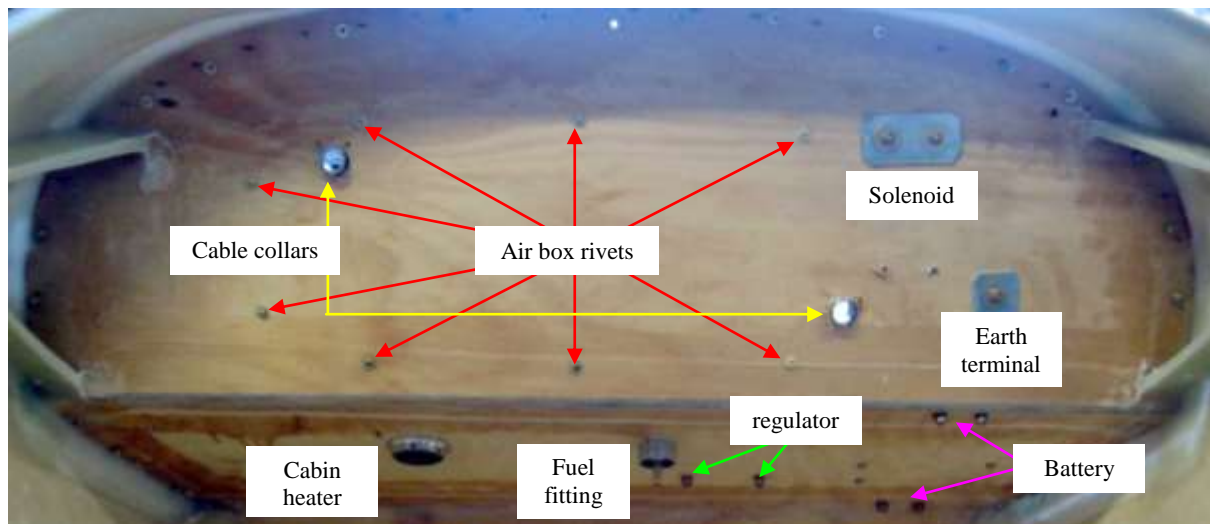 Solenoid
Cable collars
Air box rivets
Earth
terminal
regulator
Cabin
heater
Fuel
fitting
Battery